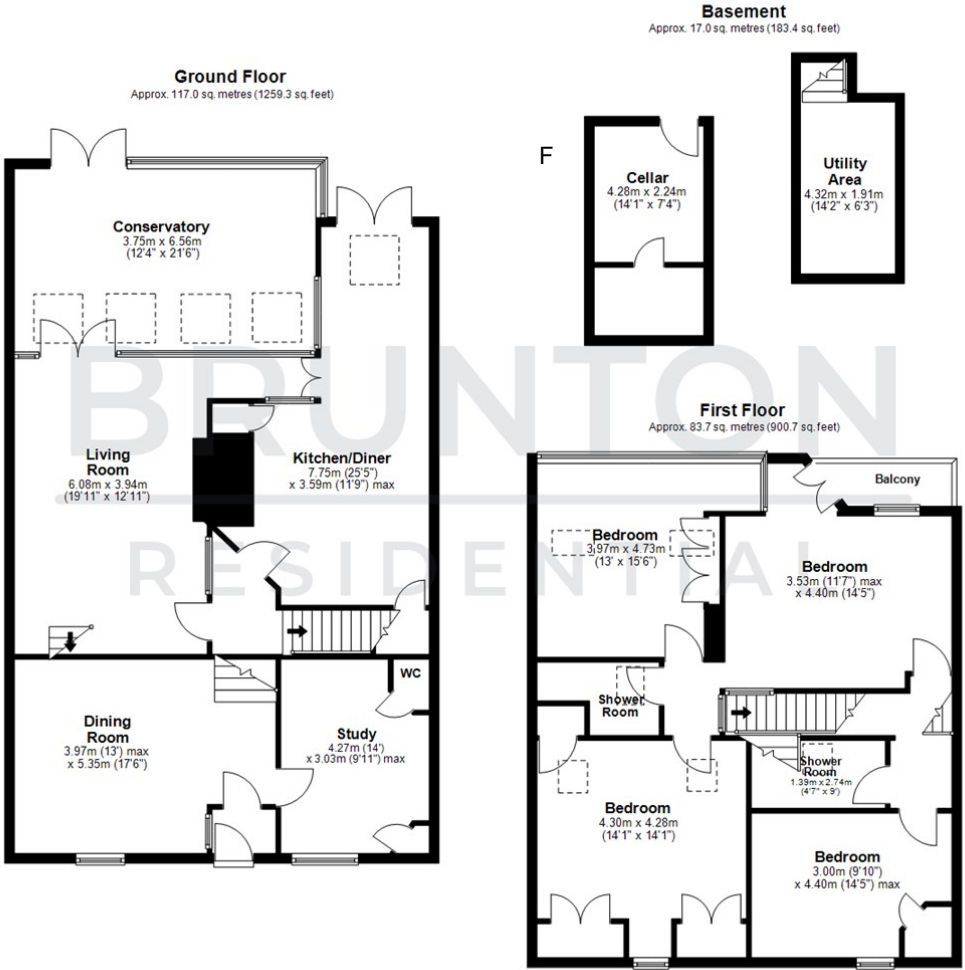 Basement
Approx. 17.0 sq. metres (183.4 sq. feet)
Ground Floor
Approx. 117.0 sq. metres (1259.3 sq. feet)
F
Cellar
4.28m x 2.24m
(14'1" x 7'4")
Utility
Area
4.32m x 1.91m
(14'2" x 6'3")
Conservatory
3.75m x 6.56m
(12'4" x 21'6")
Living
Room
6.08m x 3.94m
(19'11" x 12'11")
Kitchen/Diner
7.75m (25'5")
x 3.59m (11'9") max
Dining
Room
3.97m (13') max
x 5.35m (17'6")
WC
Study
4.27m (14')
x 3.03m (9'11") max
First Floor
Approx. 83.7 sq. metres (900.7 sq. feet)
Balcony
Bedroom
3.97m x 4.73m
(13' x 15'6")
Bedroom
3.53m (11'7") max
x 4.40m (14'5")
Shower
Room
Shower
Room
1.39m x 2.74m
(4'7" x 9')
Bedroom
4.30m x 4.28m
(14'1" x 14'1")
Bedroom
3.00m (9'10")
x 4.40m (14'5") max
BRUNTON
RESIDENTIAL